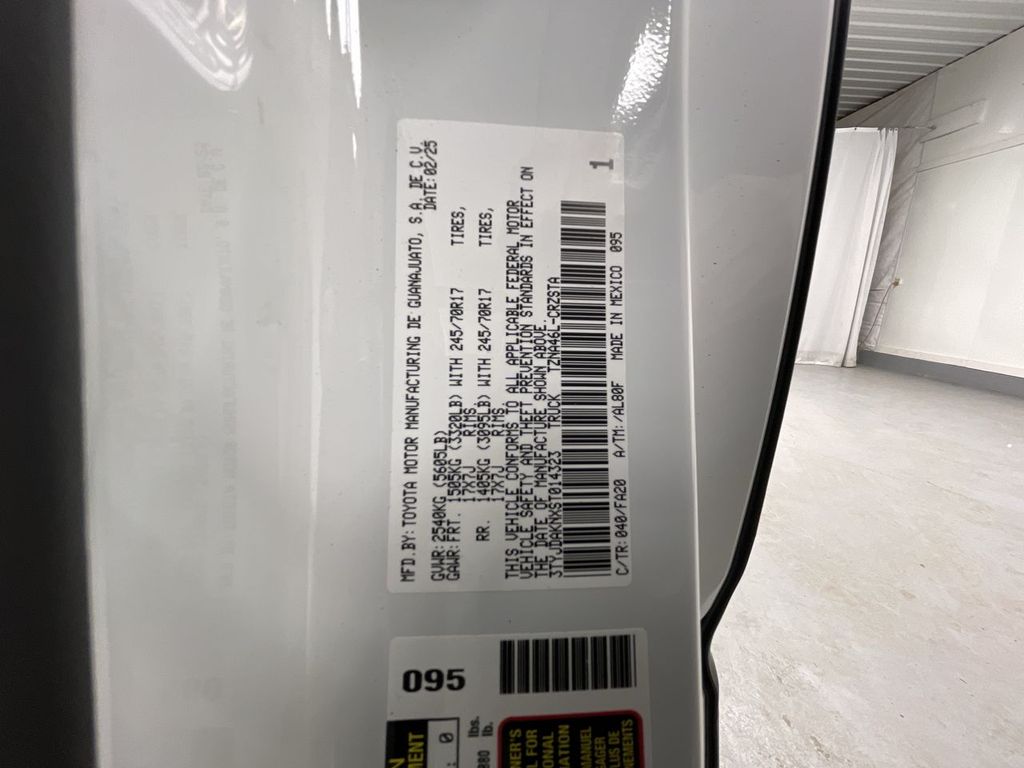 MFD.BY:TOYOTA MOTOR MANUFACTURING DE GUANAJUATO, S.A. DE C.V.
DATE:02/25
GVWR:2540KG (5605LB)
GAWR:FRT. 1505KG (3320LB) WITH 245/70R17 TIRES,
17X7J RIMS
RR. 1405KG (3095LB) WITH 245/70R17 TIRES,
17X7J RIMS
THIS VEHICLE CONFORMS TO ALL APPLICABLE FEDERAL MOTOR
VEHICLE SAFETY AND THEFT PREVENTION STANDARDS IN EFFECT ON
THE DATE OF MANUFACTURE SHOWN ABOVE.
3TYJDAKNXST014323 TRUCK TZNA46L-CRZSTA
C/TR:040/FA20 A/TM:/AL80F MADE IN MEXICO 095
1
095
lbs.
lb.